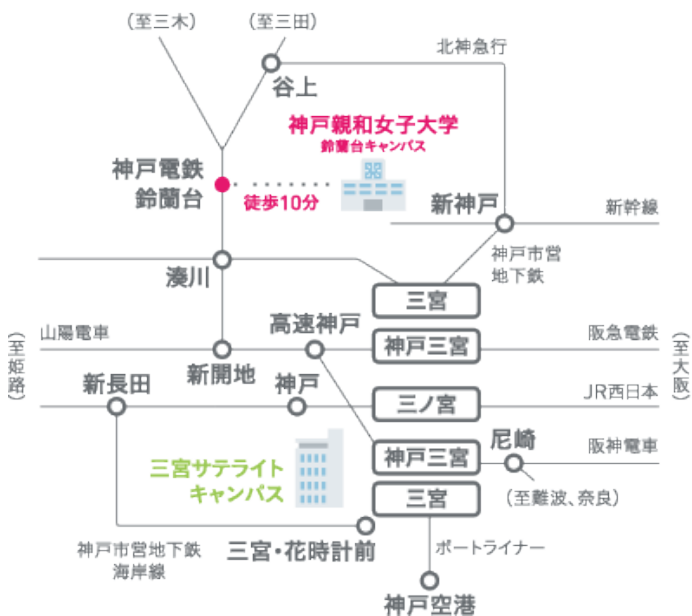 （至三木）
（至三田）
北神急行
谷上
神戸親和女子大学
鈴蘭台キャンパス
神戸電鉄
鈴蘭台
徒歩10分
新神戸
新幹線
神戸市営
地下鉄
湊川
三宮
（至姫路）
山陽電車
高速神戸
神戸三宮
阪急電鉄
（至大阪）
新開地
新長田
神戸
三ノ宮
JR西日本
三宮サテライト
キャンパス
神戸三宮
尼崎
阪神電車
（至難波、奈良）
三宮
神戸市営地下鉄
海岸線
三宮・花時計前
ポートライナー
神戸空港